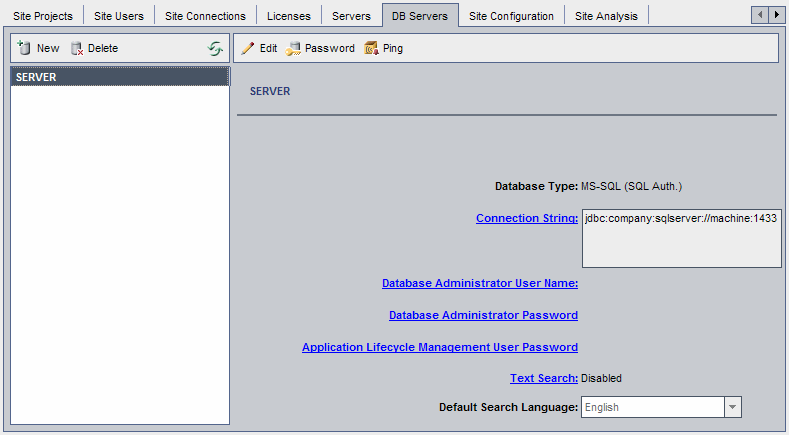 Site Projects Site Users Site Connections Licenses Servers DB Servers Site Configuration Site Analysis
New Delete Edit Password Ping
SERVER
SERVER
Database Type: MS-SQL (SQL Auth.)
Connection String: jdbc:company:sqlserver://machine:1433
Database Administrator User Name:
Database Administrator Password
Application Lifecycle Management User Password
Text Search: Disabled
Default Search Language: English